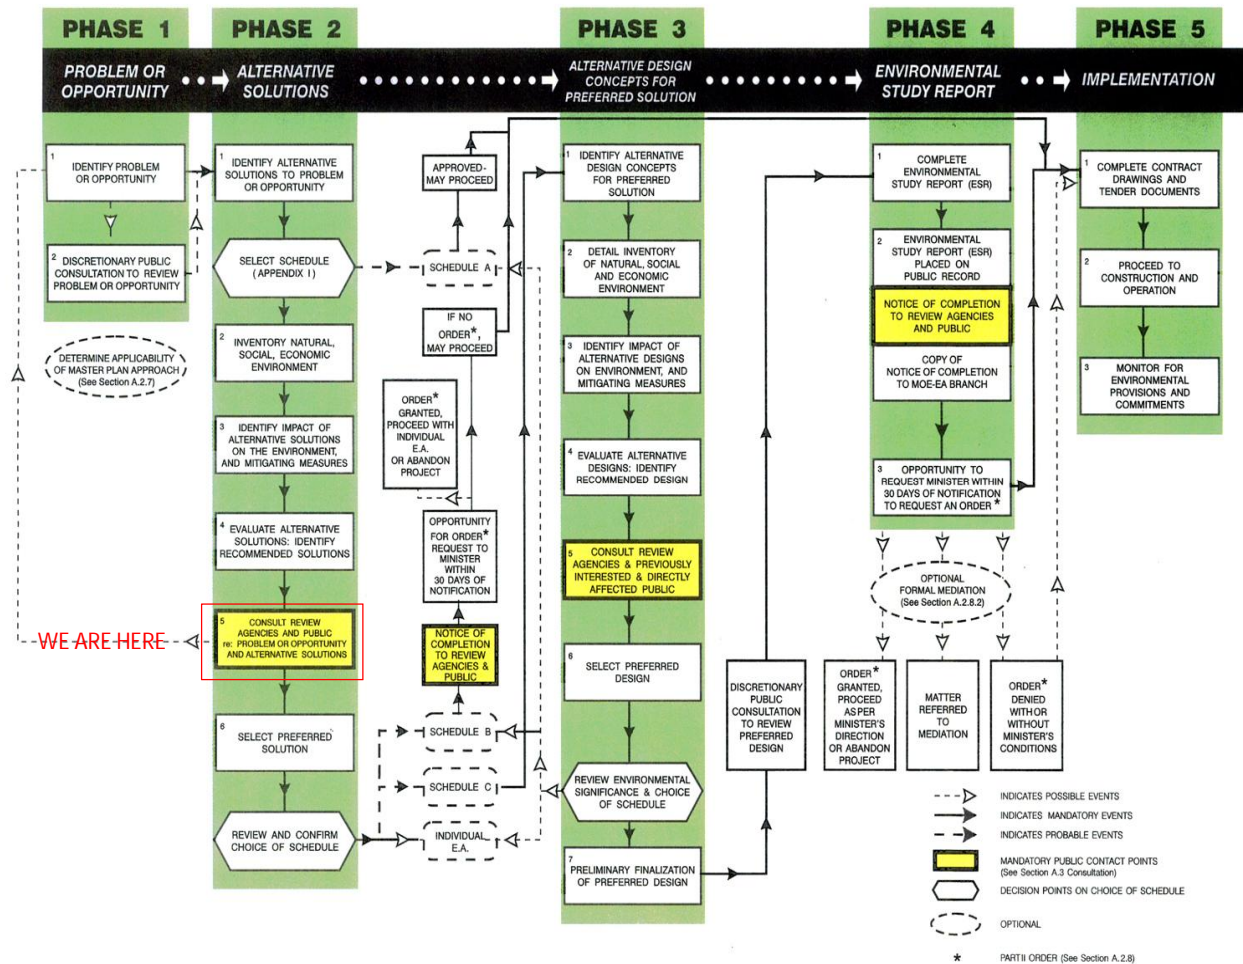 PHASE 1
PHASE 2
PHASE 3
PHASE 4
PHASE 5
PROBLEM OR
OPPORTUNITY
ALTERNATIVE
SOLUTIONS
ALTERNATIVE DESIGN
CONCEPTS FOR
PREFERRED SOLUTION
ENVIRONMENTAL
STUDY REPORT
IMPLEMENTATION
1
IDENTIFY PROBLEM
OR OPPORTUNITY
2
DISCRETIONARY PUBLIC
CONSULTATION TO REVIEW
PROBLEM OR OPPORTUNITY
DETERMINE APPLICABILITY
OF MASTER PLAN APPROACH
(See Section A.2.7)
WE ARE HERE
1
IDENTIFY ALTERNATIVE
SOLUTIONS TO PROBLEM
OR OPPORTUNITY
SELECT SCHEDULE
(APPENDIX I)
2
INVENTORY NATURAL,
SOCIAL, ECONOMIC
ENVIRONMENT
3
IDENTIFY IMPACT OF
ALTERNATIVE SOLUTIONS
ON THE ENVIRONMENT,
AND MITIGATING MEASURES
4
EVALUATE ALTERNATIVE
SOLUTIONS: IDENTIFY
RECOMMENDED SOLUTIONS
5
CONSULT REVIEW
AGENCIES AND PUBLIC
re: PROBLEM OR OPPORTUNITY
AND ALTERNATIVE SOLUTIONS
6
SELECT PREFERRED
SOLUTION
REVIEW AND CONFIRM
CHOICE OF SCHEDULE
APPROVED-
MAY PROCEED
SCHEDULE A
IF NO
ORDER*,
MAY PROCEED
ORDER*
GRANTED,
PROCEED WITH
INDIVIDUAL
E.A.
OR ABANDON
PROJECT
OPPORTUNITY
FOR ORDER*
REQUEST TO
MINISTER
WITHIN
30 DAYS OF
NOTIFICATION
NOTICE OF
COMPLETION
TO REVIEW
AGENCIES &
PUBLIC
SCHEDULE B
SCHEDULE C
INDIVIDUAL
E.A.
1
IDENTIFY ALTERNATIVE
DESIGN CONCEPTS
FOR PREFERRED
SOLUTION
2
DETAIL INVENTORY
OF NATURAL, SOCIAL
AND ECONOMIC
ENVIRONMENT
3
IDENTIFY IMPACT OF
ALTERNATIVE DESIGNS
ON ENVIRONMENT, AND
MITIGATING MEASURES
4
EVALUATE ALTERNATIVE
DESIGNS: IDENTIFY
RECOMMENDED DESIGN
5
CONSULT REVIEW
AGENCIES & PREVIOUSLY
INTERESTED & DIRECTLY
AFFECTED PUBLIC
6
SELECT PREFERRED
DESIGN
REVIEW ENVIRONMENTAL
SIGNIFICANCE & CHOICE
OF SCHEDULE
7
PRELIMINARY FINALIZATION
OF PREFERRED DESIGN
DISCRETIONARY
PUBLIC
CONSULTATION
TO REVIEW
PREFERRED
DESIGN
1
COMPLETE
ENVIRONMENTAL
STUDY REPORT (ESR)
2
ENVIRONMENTAL
STUDY REPORT (ESR)
PLACED ON
PUBLIC RECORD
NOTICE OF COMPLETION
TO REVIEW AGENCIES
AND PUBLIC
COPY OF
NOTICE OF COMPLETION
TO MOE-EA BRANCH
3
OPPORTUNITY TO
REQUEST MINISTER WITHIN
30 DAYS OF NOTIFICATION
TO REQUEST AN ORDER*
OPTIONAL
FORMAL MEDIATION
(See Section A.2.8.2)
ORDER*
GRANTED,
PROCEED
AS PER
MINISTER'S
DIRECTION
OR ABANDON
PROJECT
MATTER
REFERRED
TO
MEDIATION
ORDER*
DENIED
WITH OR
WITHOUT
MINISTER'S
CONDITIONS
1
COMPLETE CONTRACT
DRAWINGS AND
TENDER DOCUMENTS
2
PROCEED TO
CONSTRUCTION AND
OPERATION
3
MONITOR FOR
ENVIRONMENTAL
PROVISIONS AND
COMMITMENTS
INDICATES POSSIBLE EVENTS
INDICATES MANDATORY EVENTS
INDICATES PROBABLE EVENTS
MANDATORY PUBLIC CONTACT POINTS
(See Section A.3 Consultation)
DECISION POINTS ON CHOICE OF SCHEDULE
OPTIONAL
* PART II ORDER (See Section A.2.8)